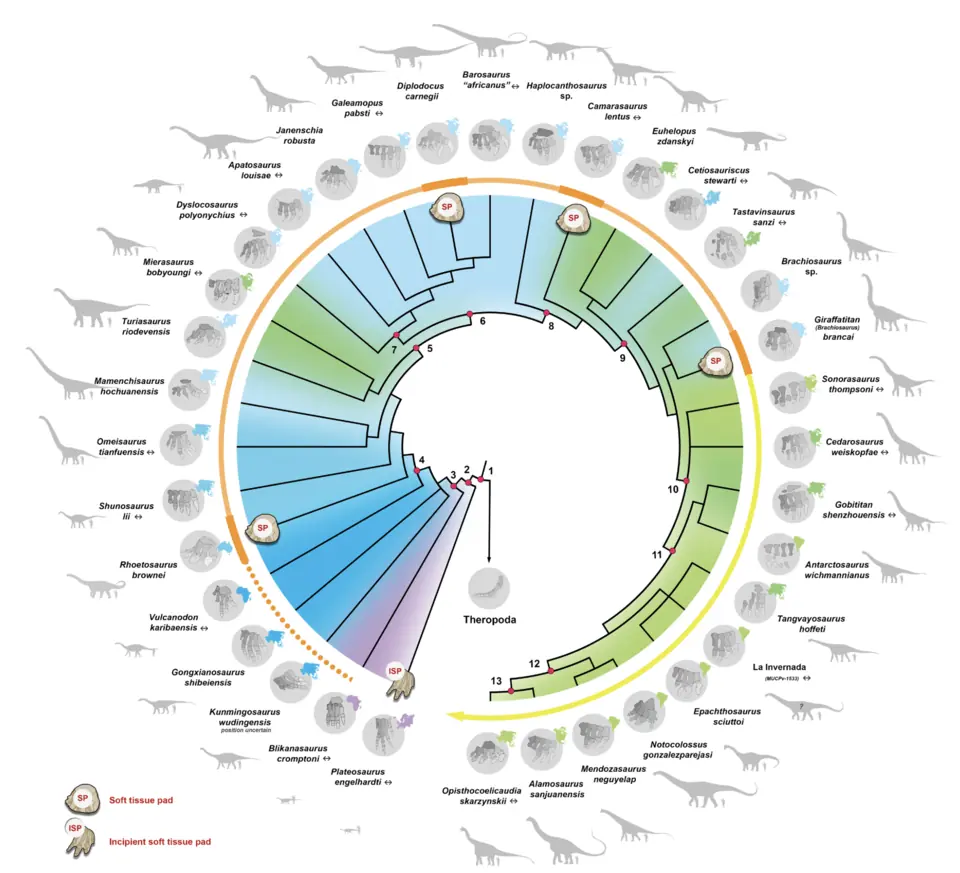 Barosaurus
"africanus" ↔
Haplocanthosaurus
sp.
Diplodocus
carnegii
Camarasaurus
lentus ↔
Galeamopus
pabsti ↔
Euhelopus
zdanskyi
Janenschia
robusta
Cetiosauriscus
stewarti ↔
Apatosaurus
louisae ↔
Tastavinsaurus
sanzi ↔
Dyslocosaurus
polyonychius ↔
Brachiosaurus
sp.
Mierasaurus
bobyoungi ↔
Giraffatitan
(Brachiosaurus)
brancai
Turiasaurus
riodevensis
Sonorasaurus
thompsoni ↔
Mamenchisaurus
hochuanensis
Cedarosaurus
weiskopfae ↔
Omeisaurus
tianfuensis ↔
Gobititan
shenzhouensis ↔
Shunosaurus
lii ↔
Antarctosaurus
wichmannianus
Rhoetosaurus
brownei
Tangvayosaurus
hoffeti
Vulcanodon
karibaensis ↔
La Invernada
(MUCPv-1533) ↔
?
Gongxianosaurus
shibeiensis
Epachthosaurus
sciuttoi
Kunmingosaurus
wudingensis
position uncertain
Notocolossus
gonzalezparejasi
Blikanasaurus
cromptoni ↔
Mendozasaurus
neguyelap
Plateosaurus
engelhardti ↔
Alamosaurus
sanjuanensis
Opisthocoelicaudia
skarzynskii ↔
SP
SP
SP
SP
ISP
1
2
3
4
5
6
7
8
9
10
11
12
13
Theropoda
SP
Soft tissue pad
ISP
Incipient soft tissue pad